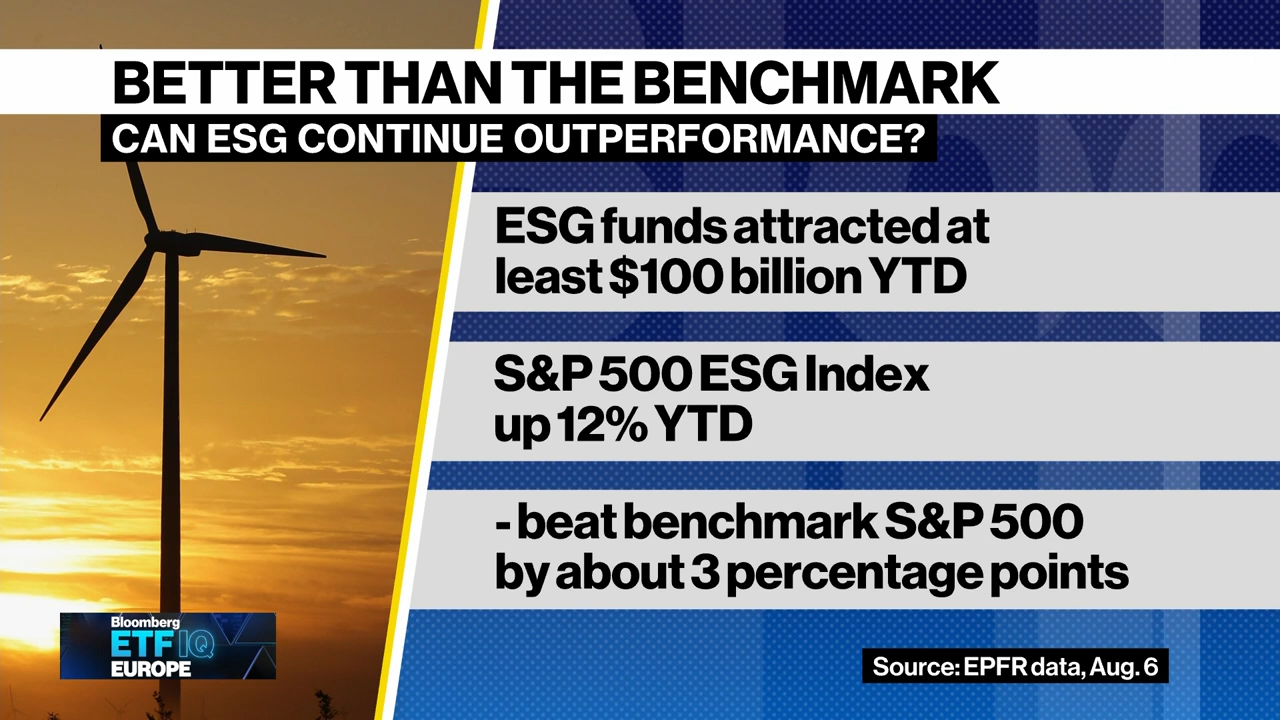 BETTER THAN THE BENCHMARK
CAN ESG CONTINUE OUTPERFORMANCE?
ESG funds attracted at
least $100 billion YTD
S&P 500 ESG Index
up 12% YTD
- beat benchmark S&P 500
by about 3 percentage points
Bloomberg
ETF IQ
EUROPE
Source: EPFR data, Aug. 6